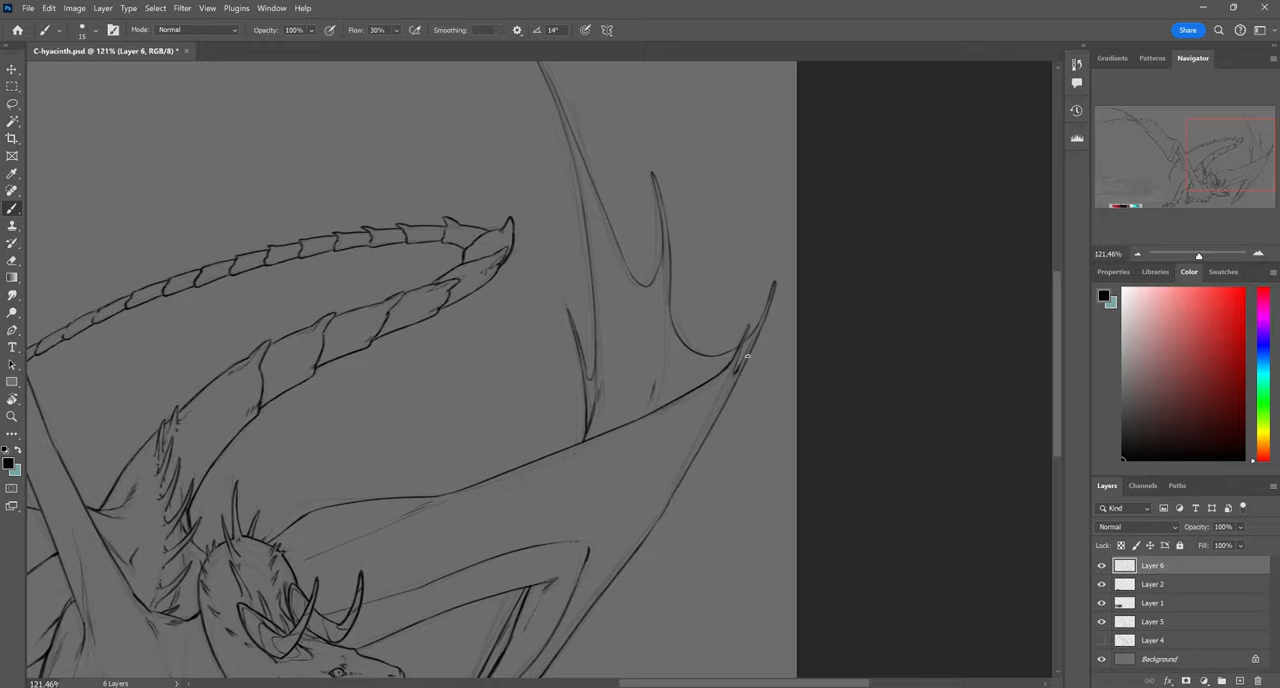 Ps File Edit Image Layer Type Select Filter View Plugins Window Help
15 Mode: Normal Opacity: 100% Flow: 30% Smoothing: 14° Share
C-hyacinth.psd @ 121% (Layer 6, RGB/8) *
Gradients Patterns Navigator
121,46%
Properties Libraries Color Swatches
Layers Channels Paths
Kind
Normal Opacity: 100%
Lock: Fill: 100%
Layer 6
Layer 2
Layer 1
Layer 5
Layer 4
Background
121,46% 6 Layers
fx